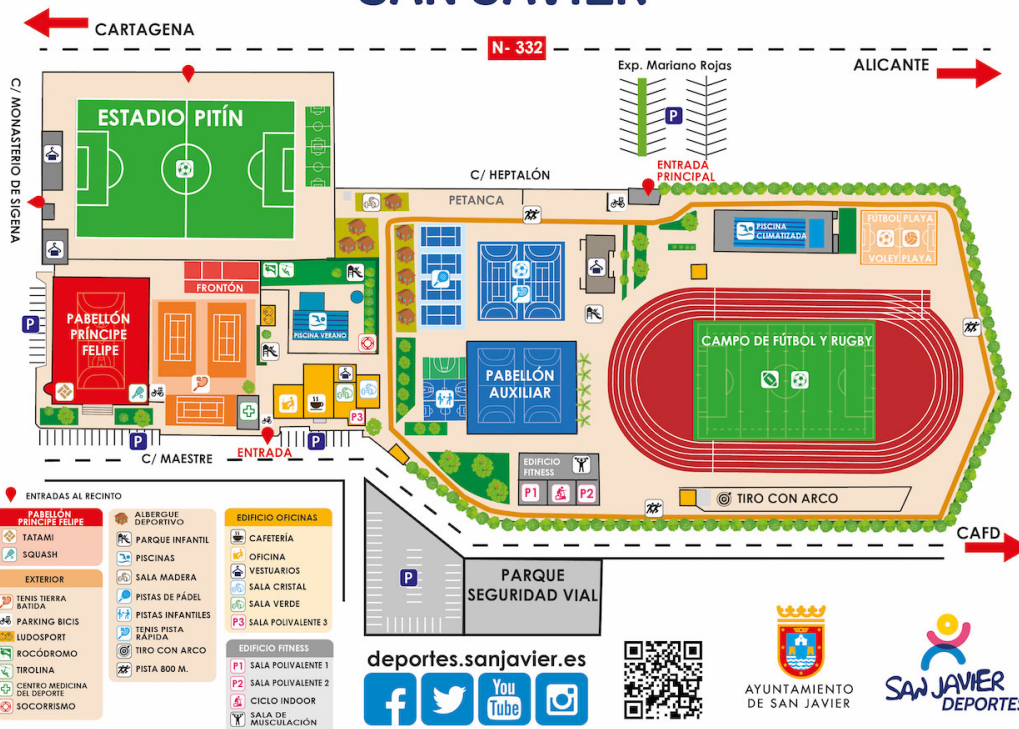 SAN JAVIER
CARTAGENA
N- 332
Exp. Mariano Rojas
ALICANTE
C/ MONASTERIO DE SIGENA
ESTADIO PITÍN
P
ENTRADA
PRINCIPAL
C/ HEPTALÓN
PETANCA
PISCINA
CLIMATIZADA
FÚTBOL PLAYA
VOLEY PLAYA
FRONTÓN
PABELLÓN
PRÍNCIPE
FELIPE
P
PISCINA VERANO
CAMPO DE FÚTBOL Y RUGBY
PABELLÓN
AUXILIAR
P3
P
P
C/ MAESTRE
ENTRADA
EDIFICIO
FITNESS
P1
P2
TIRO CON ARCO
CAFD
P
PARQUE
SEGURIDAD VIAL
ENTRADAS AL RECINTO
PABELLÓN
PRÍNCIPE FELIPE
TATAMI
SQUASH
EXTERIOR
TENIS TIERRA
BATIDA
PARKING BICIS
LUDOSPORT
ROCÓDROMO
TIROLINA
CENTRO MEDICINA
DEL DEPORTE
SOCORRISMO
ALBERGUE
DEPORTIVO
PARQUE INFANTIL
PISCINAS
SALA MADERA
PISTAS DE PÁDEL
PISTAS INFANTILES
TENIS PISTA
RÁPIDA
TIRO CON ARCO
PISTA 800 M.
EDIFICIO OFICINAS
CAFETERÍA
OFICINA
VESTUARIOS
SALA CRISTAL
SALA VERDE
P3 SALA POLIVALENTE 3
EDIFICIO FITNESS
P1 SALA POLIVALENTE 1
P2 SALA POLIVALENTE 2
CICLO INDOOR
SALA DE
MUSCULACIÓN
deportes.sanjavier.es
You
Tube
AYUNTAMIENTO
DE SAN JAVIER
SAN JAVIER
DEPORTES